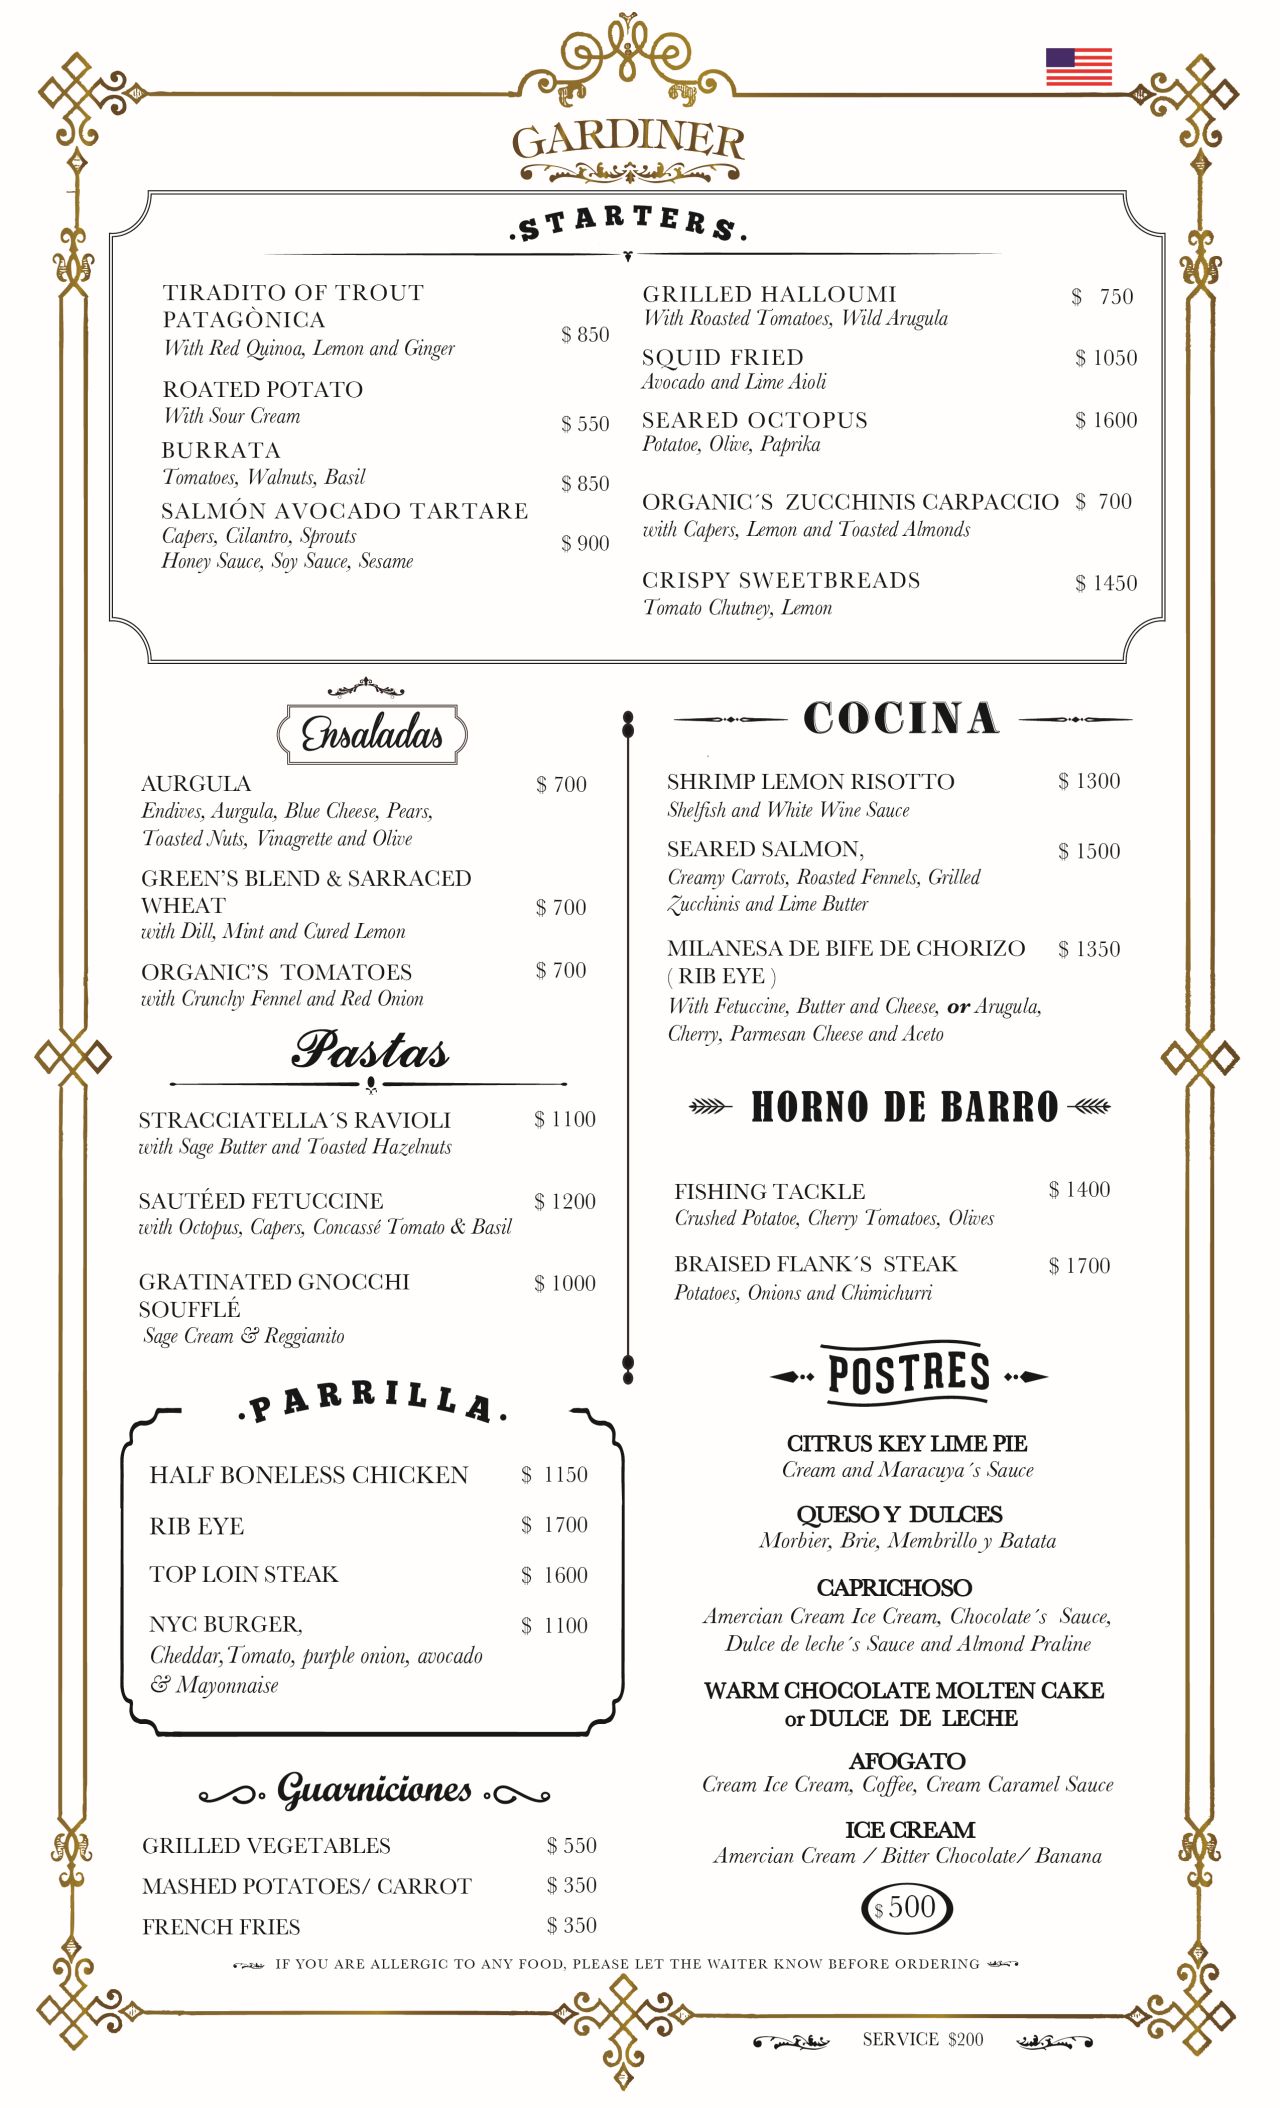 GARDINER
.STARTERS.
TIRADITO OF TROUT
PATAGÒNICA
With Red Quinoa, Lemon and Ginger
$ 850
ROATED POTATO
With Sour Cream
$ 550
BURRATA
Tomatoes, Walnuts, Basil
$ 850
SALMÓN AVOCADO TARTARE
Capers, Cilantro, Sprouts
$ 900
Honey Sauce, Soy Sauce, Sesame
GRILLED HALLOUMI $ 750
With Roasted Tomatoes, Wild Arugula
SQUID FRIED $ 1050
Avocado and Lime Aioli
SEARED OCTOPUS $ 1600
Potatoe, Olive, Paprika
ORGANIC´S ZUCCHINIS CARPACCIO $ 700
with Capers, Lemon and Toasted Almonds
CRISPY SWEETBREADS $ 1450
Tomato Chutney, Lemon
Ensaladas
AURGULA $ 700
Endives, Aurgula, Blue Cheese, Pears,
Toasted Nuts, Vinagrette and Olive
GREEN’S BLEND & SARRACED
WHEAT $ 700
with Dill, Mint and Cured Lemon
ORGANIC’S TOMATOES $ 700
with Crunchy Fennel and Red Onion
Pastas
STRACCIATELLA´S RAVIOLI $ 1100
with Sage Butter and Toasted Hazelnuts
SAUTÉED FETUCCINE $ 1200
with Octopus, Capers, Concassé Tomato & Basil
GRATINATED GNOCCHI $ 1000
SOUFFLÉ
Sage Cream & Reggianito
.PARRILLA.
HALF BONELESS CHICKEN $ 1150
RIB EYE $ 1700
TOP LOIN STEAK $ 1600
NYC BURGER, $ 1100
Cheddar, Tomato, purple onion, avocado
& Mayonnaise
Guarniciones
GRILLED VEGETABLES $ 550
MASHED POTATOES/ CARROT $ 350
FRENCH FRIES $ 350
COCINA
SHRIMP LEMON RISOTTO $ 1300
Shelfish and White Wine Sauce
SEARED SALMON, $ 1500
Creamy Carrots, Roasted Fennels, Grilled
Zucchinis and Lime Butter
MILANESA DE BIFE DE CHORIZO $ 1350
( RIB EYE )
With Fetuccine, Butter and Cheese, or Arugula,
Cherry, Parmesan Cheese and Aceto
HORNO DE BARRO
FISHING TACKLE $ 1400
Crushed Potatoe, Cherry Tomatoes, Olives
BRAISED FLANK´S STEAK $ 1700
Potatoes, Onions and Chimichurri
POSTRES
CITRUS KEY LIME PIE
Cream and Maracuya´s Sauce
QUESO Y DULCES
Morbier, Brie, Membrillo y Batata
CAPRICHOSO
Amercian Cream Ice Cream, Chocolate´s Sauce,
Dulce de leche´s Sauce and Almond Praline
WARM CHOCOLATE MOLTEN CAKE
or DULCE DE LECHE
AFOGATO
Cream Ice Cream, Coffee, Cream Caramel Sauce
ICE CREAM
Amercian Cream / Bitter Chocolate/ Banana
$ 500
IF YOU ARE ALLERGIC TO ANY FOOD, PLEASE LET THE WAITER KNOW BEFORE ORDERING
SERVICE $200